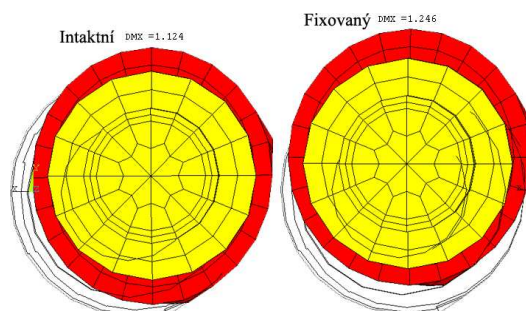 Intaktní DMX =1.124
Fixovaný DMX =1.246
Y
X